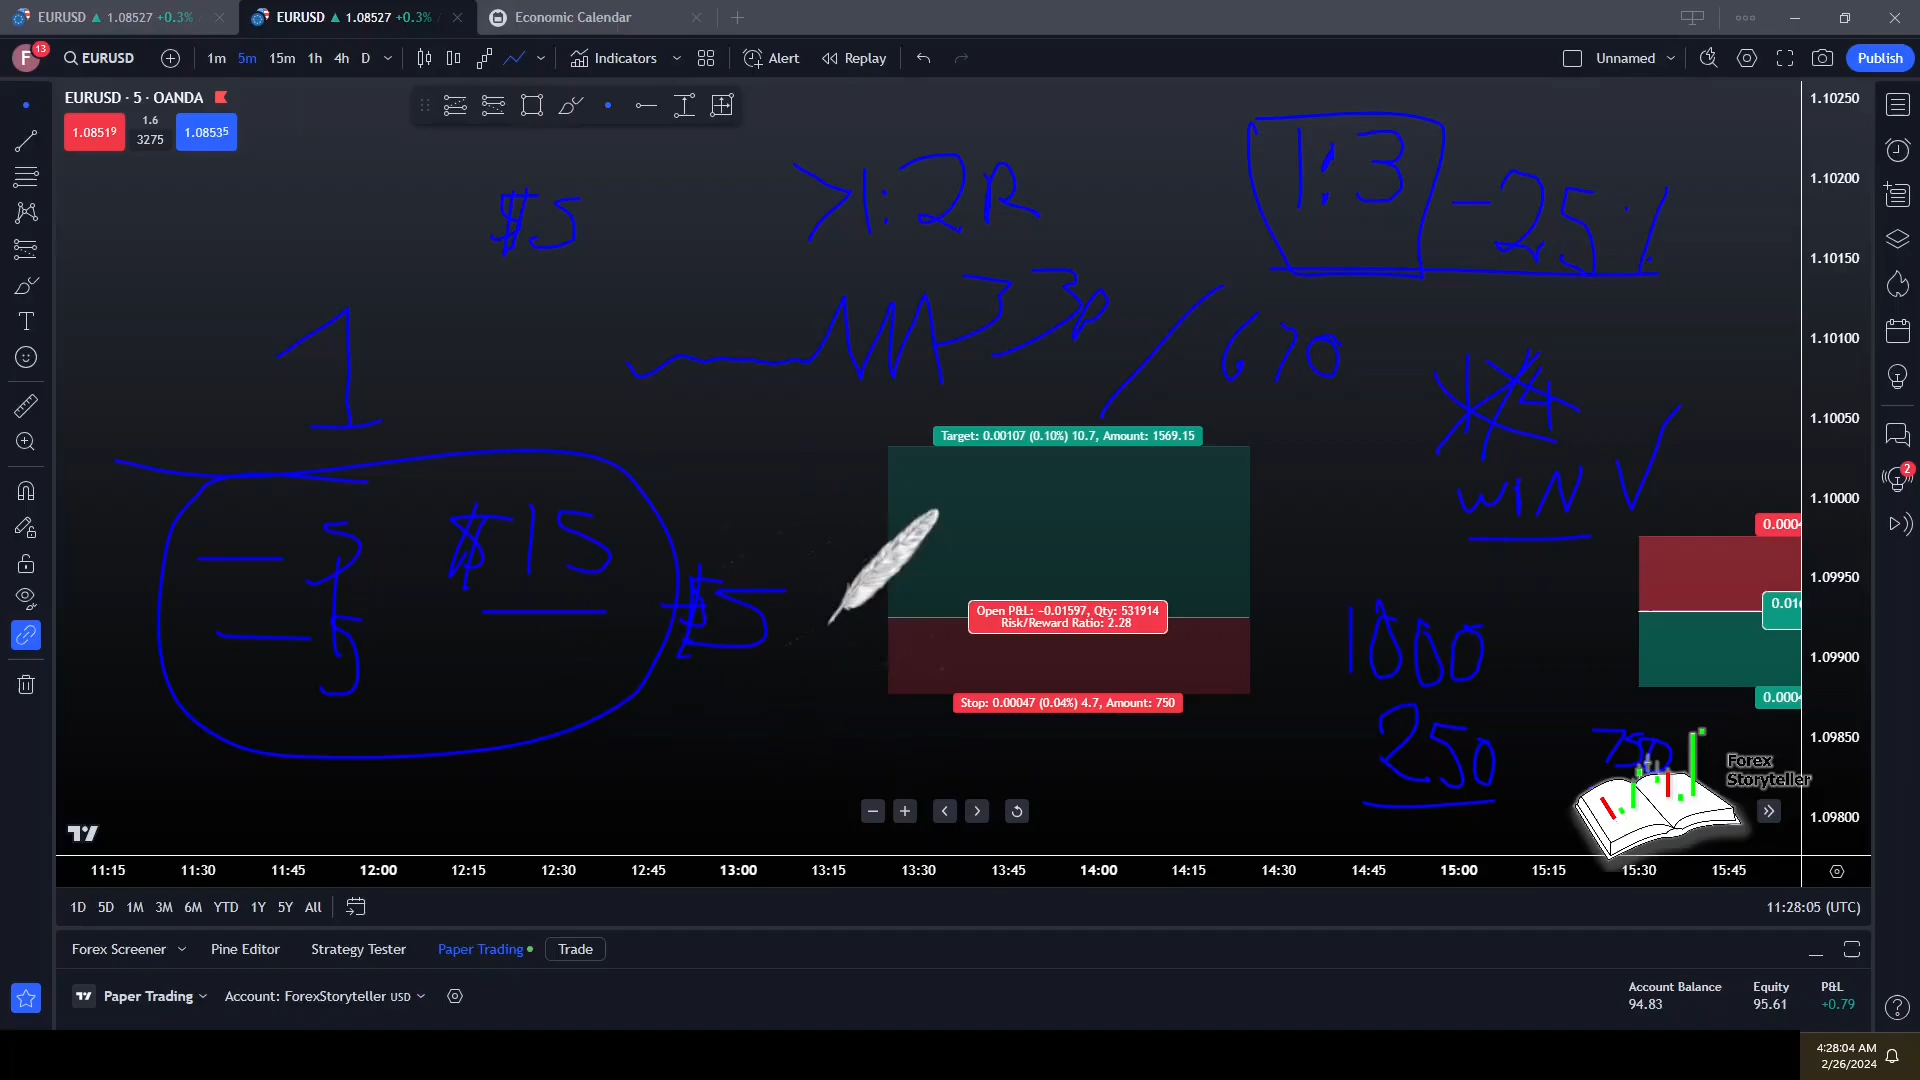 EURUSD ▲ 1.08527 +0.3%
EURUSD ▲ 1.08527 +0.3%
Economic Calendar
F 13
EURUSD
1m 5m 15m 1h 4h D
Indicators
Alert
Replay
Unnamed
Publish
EURUSD · 5 · OANDA
1.08519
1.6
3275
1.08535
$5
>1:2R
1:3
-25%
1
670
1:4
WIN
- 5
- 5
$15
+$5
1000
250
750
Target: 0.00107 (0.10%) 10.7, Amount: 1569.15
Open P&L: −0.01597, Qty: 531914
Risk/Reward Ratio: 2.28
Stop: 0.00047 (0.04%) 4.7, Amount: 750
Forex
Storyteller
1.10250
1.10200
1.10150
1.10100
1.10050
1.10000
1.09950
1.09900
1.09850
1.09800
2
11:15 11:30 11:45 12:00 12:15 12:30 12:45 13:00 13:15 13:30 13:45 14:00 14:15 14:30 14:45 15:00 15:15 15:30 15:45
1D 5D 1M 3M 6M YTD 1Y 5Y All
11:28:05 (UTC)
Forex Screener
Pine Editor
Strategy Tester
Paper Trading
Trade
Paper Trading
Account: ForexStoryteller USD
Account Balance
94.83
Equity
95.61
P&L
+0.79
4:28:04 AM
2/26/2024